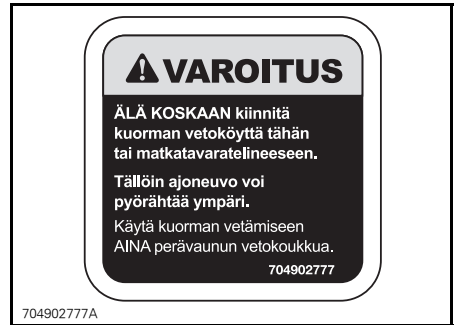 VAROITUS
ÄLÄ KOSKAAN kiinnitä
kuorman vetoköyttä tähän
tai matkatavaratelineeseen.
Tällöin ajoneuvo voi
pyörähtää ympäri.
Käytä kuorman vetämiseen
AINA perävaunun vetokoukkua.
704902777
704902777A